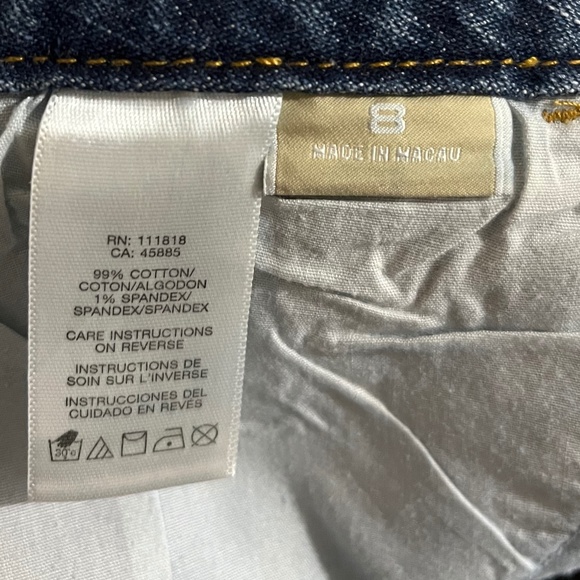 8
MADE IN MACAU
RN: 111818
CA: 45885
99% COTTON/
COTON/ALGODON
1% SPANDEX/
SPANDEX/SPANDEX
CARE INSTRUCTIONS
ON REVERSE
INSTRUCTIONS DE
SOIN SUR L'INVERSE
INSTRUCCIONES DEL
CUIDADO EN REVÉS
30°C